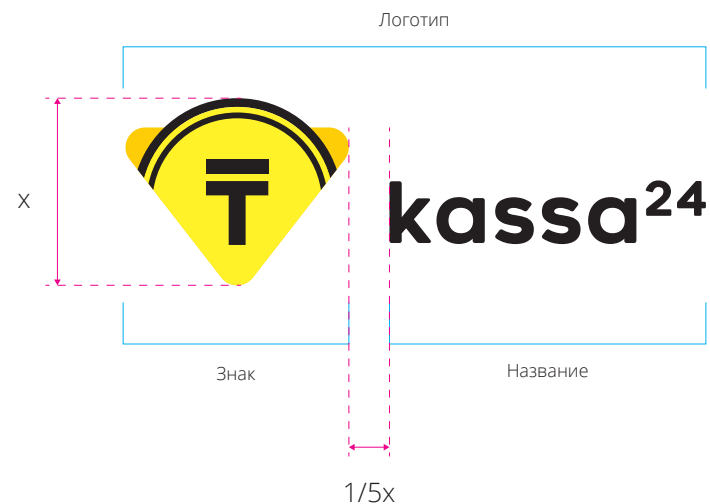 Логотип
x
₸
kassa²⁴
Знак
Название
1/5x